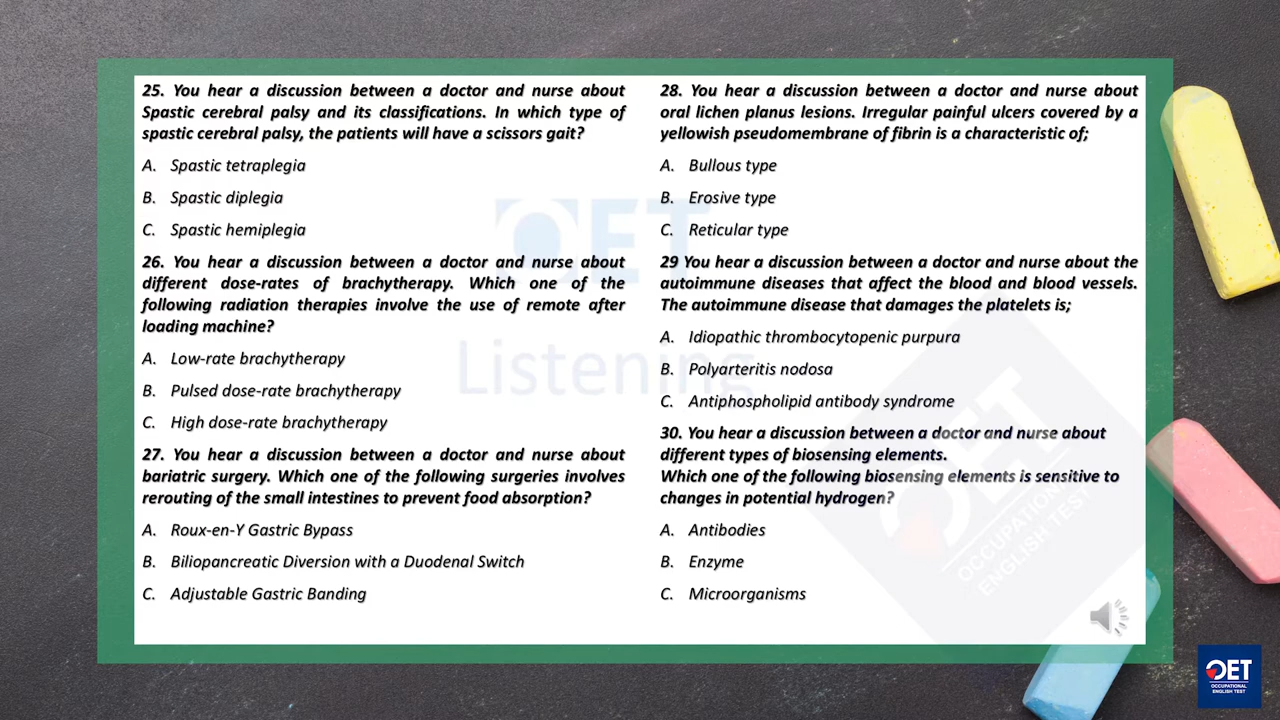 25. You hear a discussion between a doctor and nurse about
Spastic cerebral palsy and its classifications. In which type of
spastic cerebral palsy, the patients will have a scissors gait?
A. Spastic tetraplegia
B. Spastic diplegia
C. Spastic hemiplegia
26. You hear a discussion between a doctor and nurse about
different dose-rates of brachytherapy. Which one of the
following radiation therapies involve the use of remote after
loading machine?
A. Low-rate brachytherapy
B. Pulsed dose-rate brachytherapy
C. High dose-rate brachytherapy
27. You hear a discussion between a doctor and nurse about
bariatric surgery. Which one of the following surgeries involves
rerouting of the small intestines to prevent food absorption?
A. Roux-en-Y Gastric Bypass
B. Biliopancreatic Diversion with a Duodenal Switch
C. Adjustable Gastric Banding
28. You hear a discussion between a doctor and nurse about
oral lichen planus lesions. Irregular painful ulcers covered by a
yellowish pseudomembrane of fibrin is a characteristic of;
A. Bullous type
B. Erosive type
C. Reticular type
29 You hear a discussion between a doctor and nurse about the
autoimmune diseases that affect the blood and blood vessels.
The autoimmune disease that damages the platelets is;
A. Idiopathic thrombocytopenic purpura
B. Polyarteritis nodosa
C. Antiphospholipid antibody syndrome
30. You hear a discussion between a doctor and nurse about
different types of biosensing elements.
Which one of the following biosensing elements is sensitive to
changes in potential hydrogen?
A. Antibodies
B. Enzyme
C. Microorganisms
OET
Listening
OET
OCCUPATIONAL
ENGLISH TEST
OET
OCCUPATIONAL
ENGLISH TEST